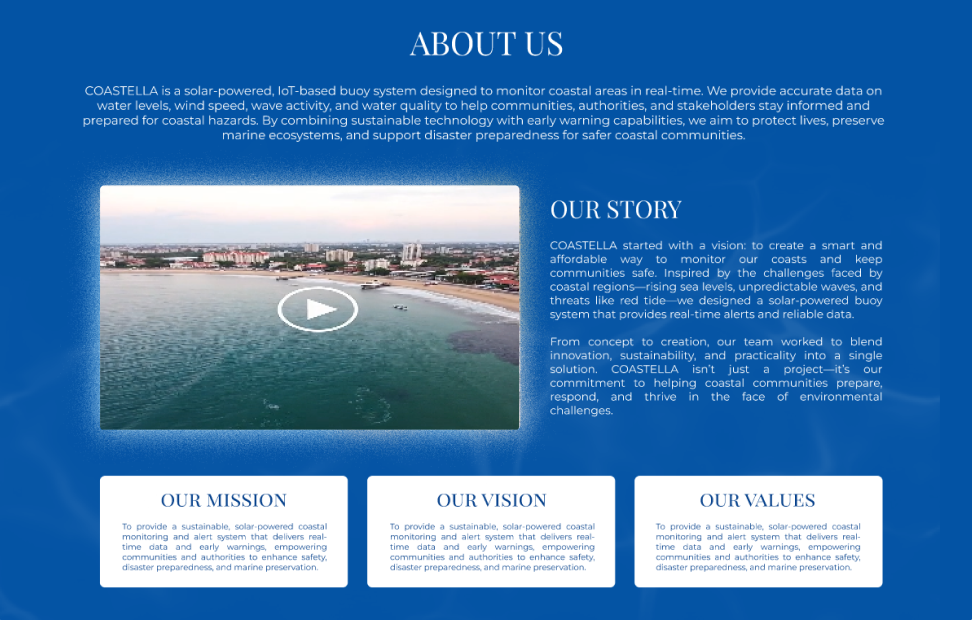 ABOUT US
COASTELLA is a solar-powered, IoT-based buoy system designed to monitor coastal areas in real-time. We provide accurate data on
water levels, wind speed, wave activity, and water quality to help communities, authorities, and stakeholders stay informed and
prepared for coastal hazards. By combining sustainable technology with early warning capabilities, we aim to protect lives, preserve
marine ecosystems, and support disaster preparedness for safer coastal communities.
OUR STORY
COASTELLA started with a vision: to create a smart and
affordable way to monitor our coasts and keep
communities safe. Inspired by the challenges faced by
coastal regions—rising sea levels, unpredictable waves, and
threats like red tide—we designed a solar-powered buoy
system that provides real-time alerts and reliable data.
From concept to creation, our team worked to blend
innovation, sustainability, and practicality into a single
solution. COASTELLA isn't just a project—it's our
commitment to helping coastal communities prepare,
respond, and thrive in the face of environmental
challenges.
OUR MISSION
To provide a sustainable, solar-powered coastal
monitoring and alert system that delivers real-
time data and early warnings, empowering
communities and authorities to enhance safety,
disaster preparedness, and marine preservation.
OUR VISION
To provide a sustainable, solar-powered coastal
monitoring and alert system that delivers real-
time data and early warnings, empowering
communities and authorities to enhance safety,
disaster preparedness, and marine preservation.
OUR VALUES
To provide a sustainable, solar-powered coastal
monitoring and alert system that delivers real-
time data and early warnings, empowering
communities and authorities to enhance safety,
disaster preparedness, and marine preservation.